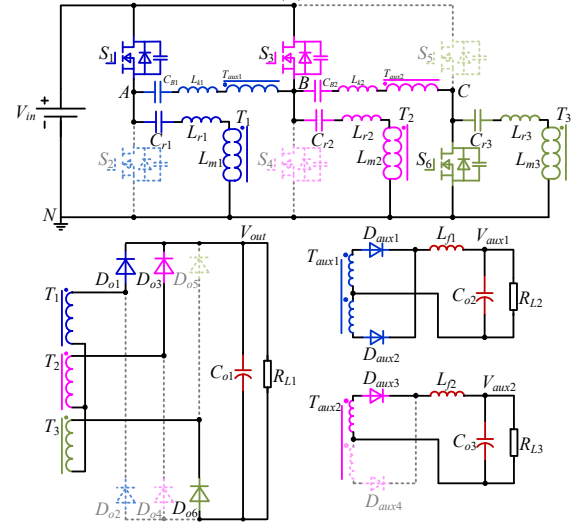 S1 S3 S5
CB1 Lk1 Taux1 CB2 Lk2 Taux2
A B C
Vin
Cr1 Lr1 T1 Cr2 Lr2 T2 Cr3 Lr3 T3
S2 Lm1 S4 Lm2 S6 Lm3
N
Vout
Do1 Do3 Do5
T1
T2
T3
Co1 RL1
Do2 Do4 Do6
Daux1 Lf1 Vaux1
Taux1
Co2 RL2
Daux2
Daux3 Lf2 Vaux2
Taux2
Co3 RL3
Daux4